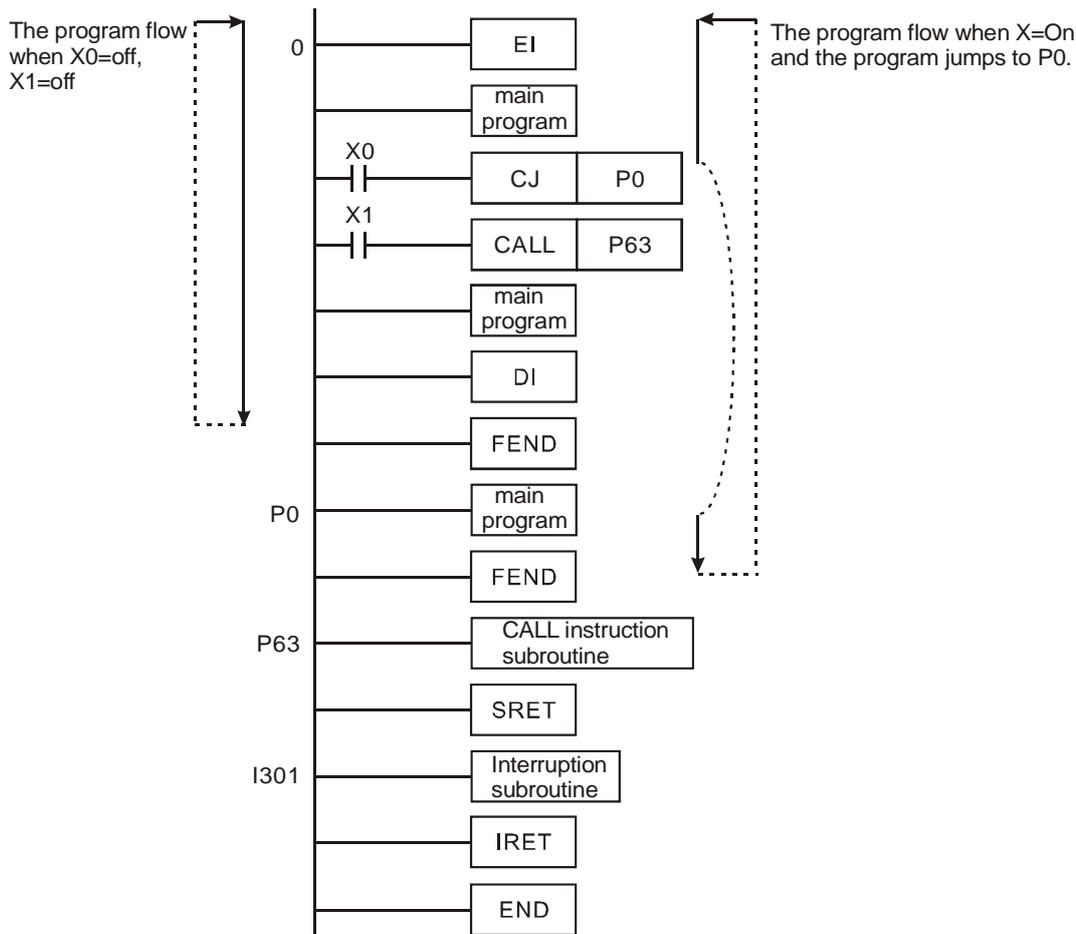 The program flow
when X0=off,
X1=off
The program flow when X=On
and the program jumps to P0.
0
EI
main
program
X0
CJ P0
X1
CALL P63
main
program
DI
FEND
P0
main
program
FEND
P63
CALL instruction
subroutine
SRET
I301
Interruption
subroutine
IRET
END